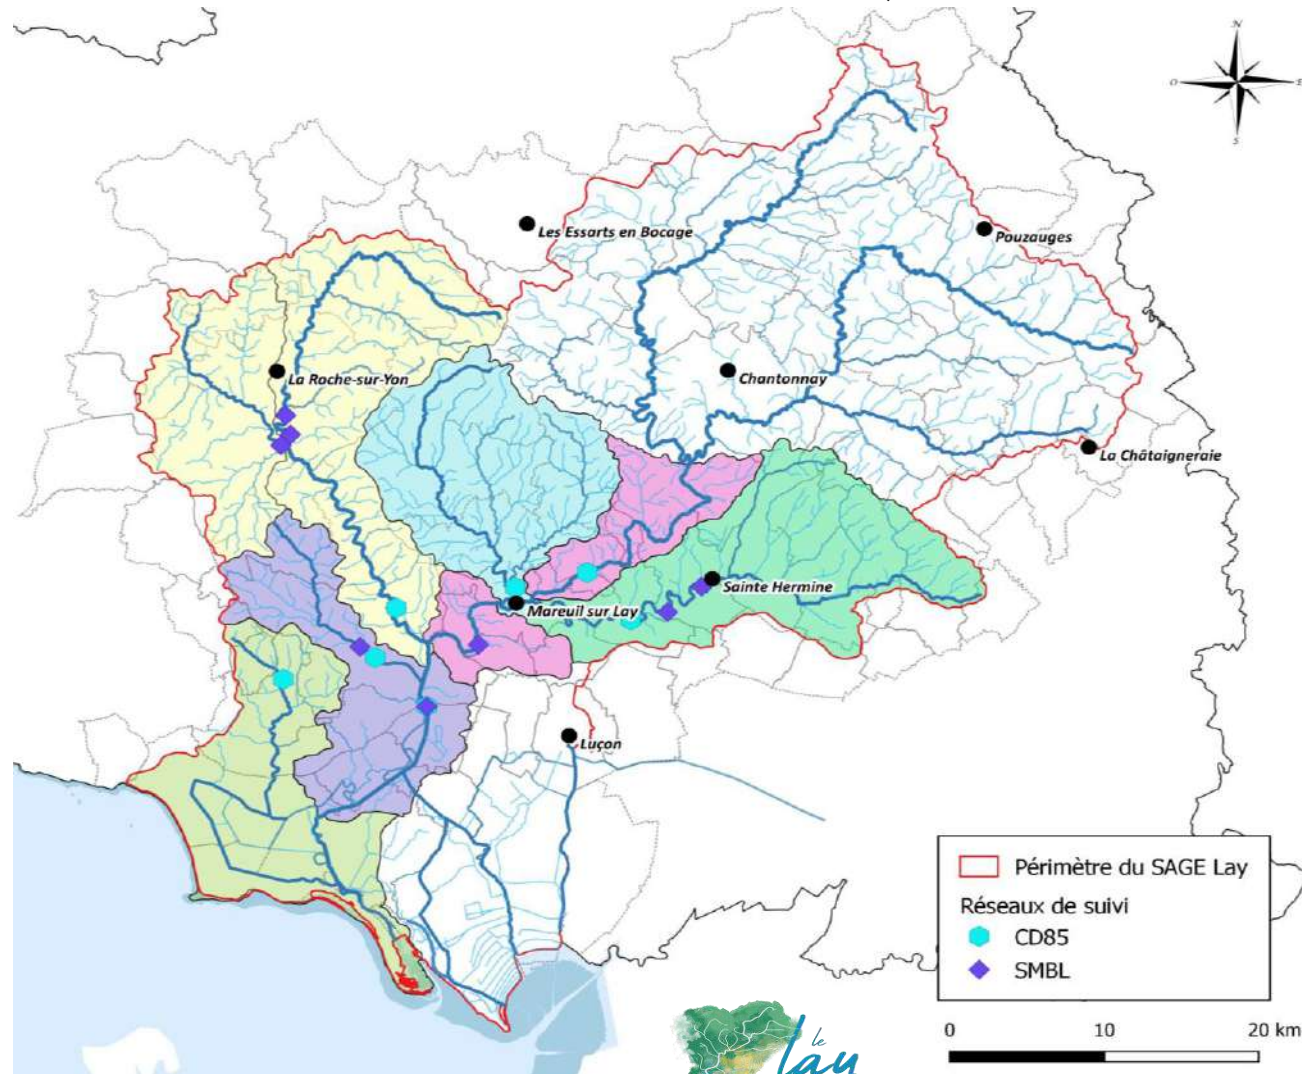 N
O
E
S
Les Essarts en Bocage
Pouzauges
La Roche-sur-Yon
Chantonnay
La Châtaigneraie
Sainte Hermine
Mareuil sur Lay
Luçon
Périmètre du SAGE Lay
Réseaux de suivi
CD85
SMBL
0 10 20 km
le
Lay